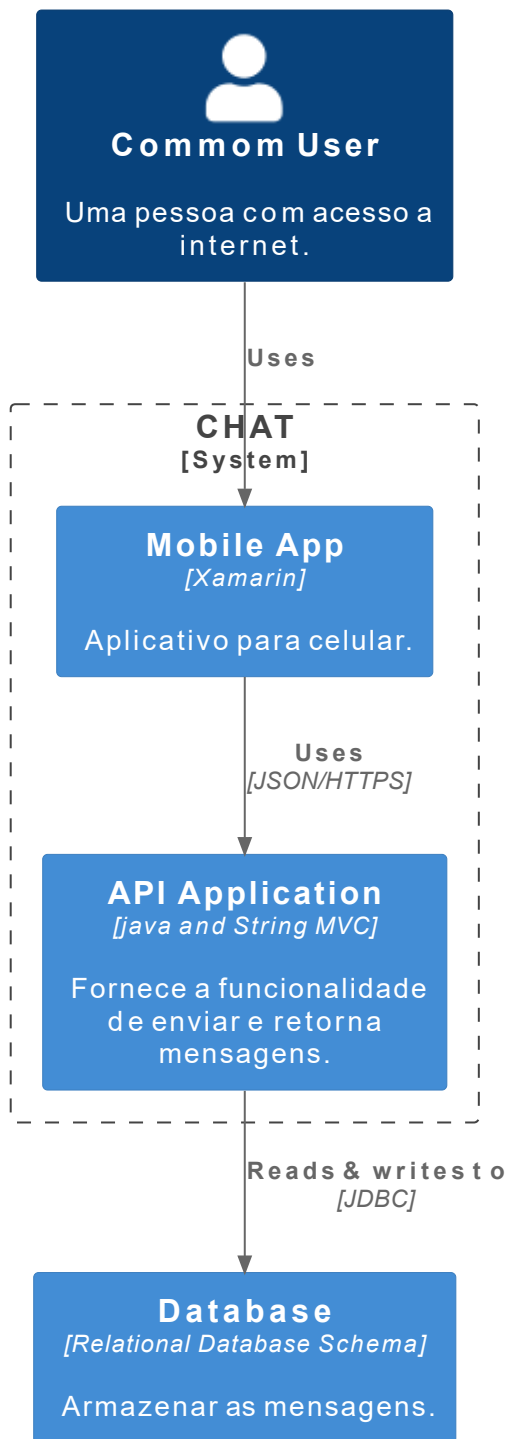 Commom User
Uma pessoa com acesso a
internet.
Uses
CHAT
[System]
Mobile App
[Xamarin]
Aplicativo para celular.
Uses
[JSON/HTTPS]
API Application
[java and String MVC]
Fornece a funcionalidade
de enviar e retorna
mensagens.
Reads & writes to
[JDBC]
Database
[Relational Database Schema]
Armazenar as mensagens.